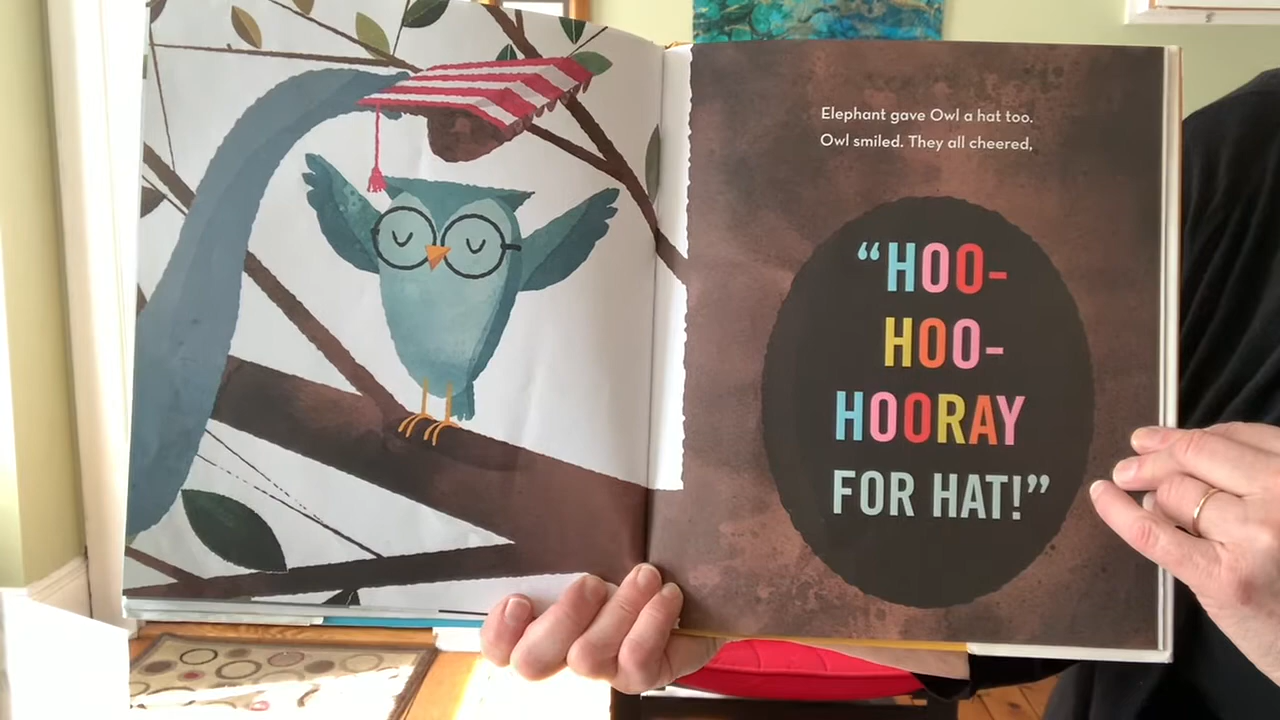 Elephant gave Owl a hat too.
Owl smiled. They all cheered,
“HOO-
HOO-
HOORAY
FOR HAT!”